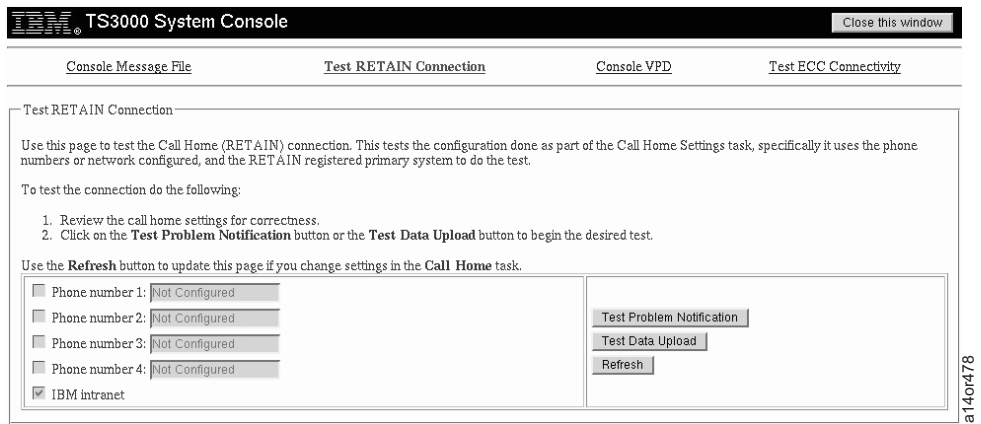 IBM® TS3000 System Console
Close this window
Console Message File
Test RETAIN Connection
Console VPD
Test ECC Connectivity
Test RETAIN Connection
Use this page to test the Call Home (RETAIN) connection. This tests the configuration done as part of the Call Home Settings task, specifically it uses the phone
numbers or network configured, and the RETAIN registered primary system to do the test.
To test the connection do the following:
1. Review the call home settings for correctness.
2. Click on the Test Problem Notification button or the Test Data Upload button to begin the desired test.
Use the Refresh button to update this page if you change settings in the Call Home task.
Phone number 1: Not Configured
Phone number 2: Not Configured
Phone number 3: Not Configured
Phone number 4: Not Configured
IBM intranet
Test Problem Notification
Test Data Upload
Refresh
a14or478